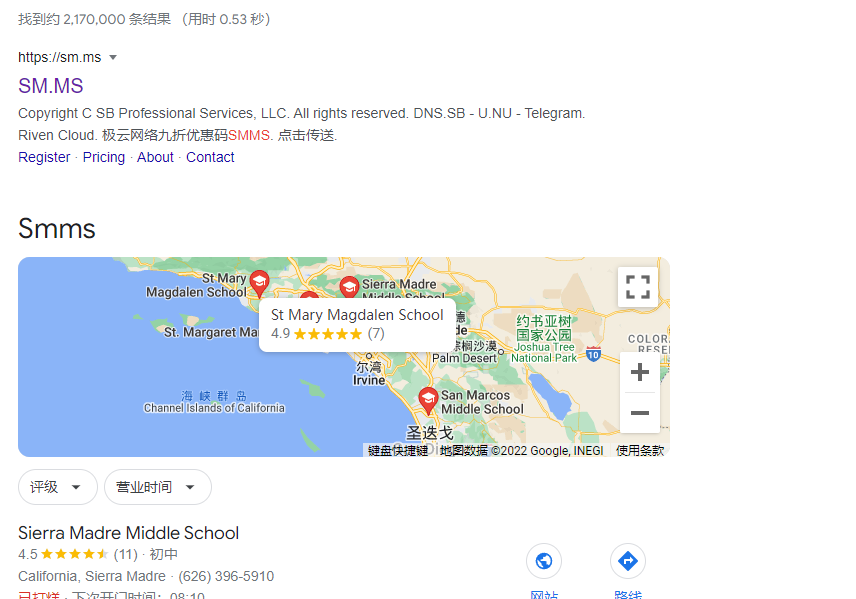 找到约 2,170,000 条结果 （用时 0.53 秒）
https://sm.ms
SM.MS
Copyright C SB Professional Services, LLC. All rights reserved. DNS.SB - U.NU - Telegram.
Riven Cloud. 极云网络九折优惠码SMMS. 点击传送.
Register · Pricing · About · Contact
Smms
St Mary
Magdalen School
Sierra Madre
Middle School
St Mary Magdalen School
4.9 (7)
St. Margaret Ma
德
de
约书亚树
国家公园
Joshua Tree
National Park
10
COLOR
RESE
棕榈沙漠
Palm Desert
尔湾
Irvine
海峡群岛
Channel Islands of California
San Marcos
Middle School
圣迭戈
键盘快捷键 地图数据 ©2022 Google, INEGI 使用条款
评级
营业时间
Sierra Madre Middle School
4.5 (11) · 初中
California, Sierra Madre · (626) 396-5910
已打烊 · 下次开门时间：08:10
网站
路线